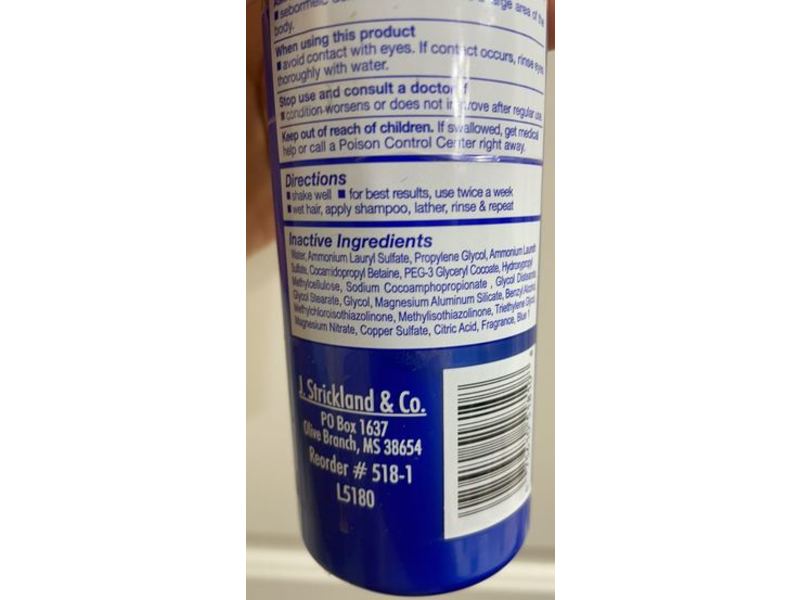 ■ seborrheic
large area of the
body.
When using this product
■ avoid contact with eyes. If contact occurs, rinse eyes
thoroughly with water.
Stop use and consult a doctor if
■ condition worsens or does not improve after regular use.
Keep out of reach of children. If swallowed, get medical
help or call a Poison Control Center right away.
Directions
■ shake well ■ for best results, use twice a week
■ wet hair, apply shampoo, lather, rinse & repeat
Inactive Ingredients
Water, Ammonium Lauryl Sulfate, Propylene Glycol, Ammonium Laureth
Sulfate, Cocamidopropyl Betaine, PEG-3 Glyceryl Cocoate, Hydroxypropyl
Methylcellulose, Sodium Cocoamphopropionate, Glycol Distearate,
Glycol Stearate, Glycol, Magnesium Aluminum Silicate, Benzyl Alcohol,
Methylchloroisothiazolinone, Methylisothiazolinone, Triethylene Glycol,
Magnesium Nitrate, Copper Sulfate, Citric Acid, Fragrance, Blue 1
J. Strickland & Co.
PO Box 1637
Olive Branch, MS 38654
Reorder # 518-1
L5180